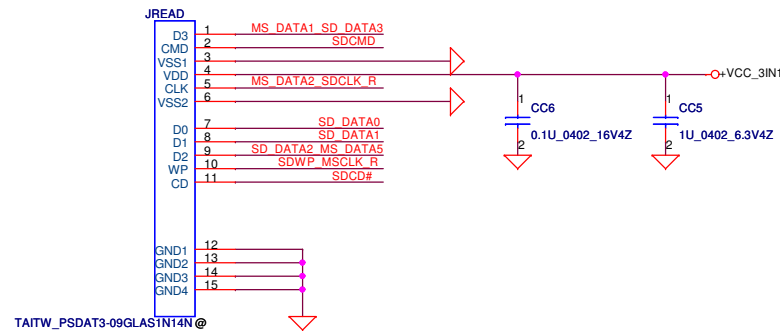 JREAD
D3 1 MS_DATA1_SD_DATA3
CMD 2 SDCMD
VSS1 3
VDD 4 +VCC_3IN1
CLK 5 MS_DATA2_SDCLK_R
VSS2 6
1 CC6 1 CC5
2 0.1U_0402_16V4Z 2 1U_0402_6.3V4Z
D0 7 SD_DATA0
D1 8 SD_DATA1
D2 9 SD_DATA2_MS_DATA5
WP 10 SDWP_MSCLK_R
CD 11 SDCD#
GND1 12
GND2 13
GND3 14
GND4 15
TAITW_PSDAT3-09GLAS1N14N @